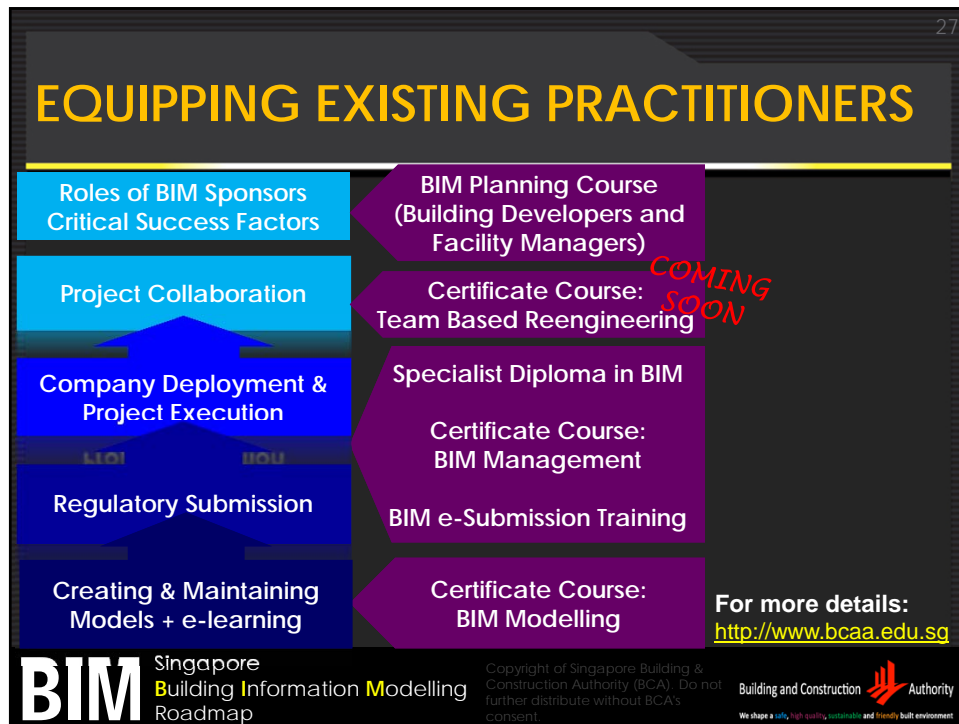 27
EQUIPPING EXISTING PRACTITIONERS
Roles of BIM Sponsors
Critical Success Factors
BIM Planning Course
(Building Developers and
Facility Managers)
Project Collaboration
Certificate Course:
Team Based Reengineering
COMING
SOON
Company Deployment &
Project Execution
Specialist Diploma in BIM
Certificate Course:
BIM Management
BIM e-Submission Training
Regulatory Submission
Creating & Maintaining
Models + e-learning
Certificate Course:
BIM Modelling
For more details:
http://www.bcaa.edu.sg
BIM
Singapore
Building Information Modelling
Roadmap
Copyright of Singapore Building &
Construction Authority (BCA). Do not
further distribute without BCA's
consent.
Building and Construction Authority
We shape a safe, high quality, sustainable and friendly built environment